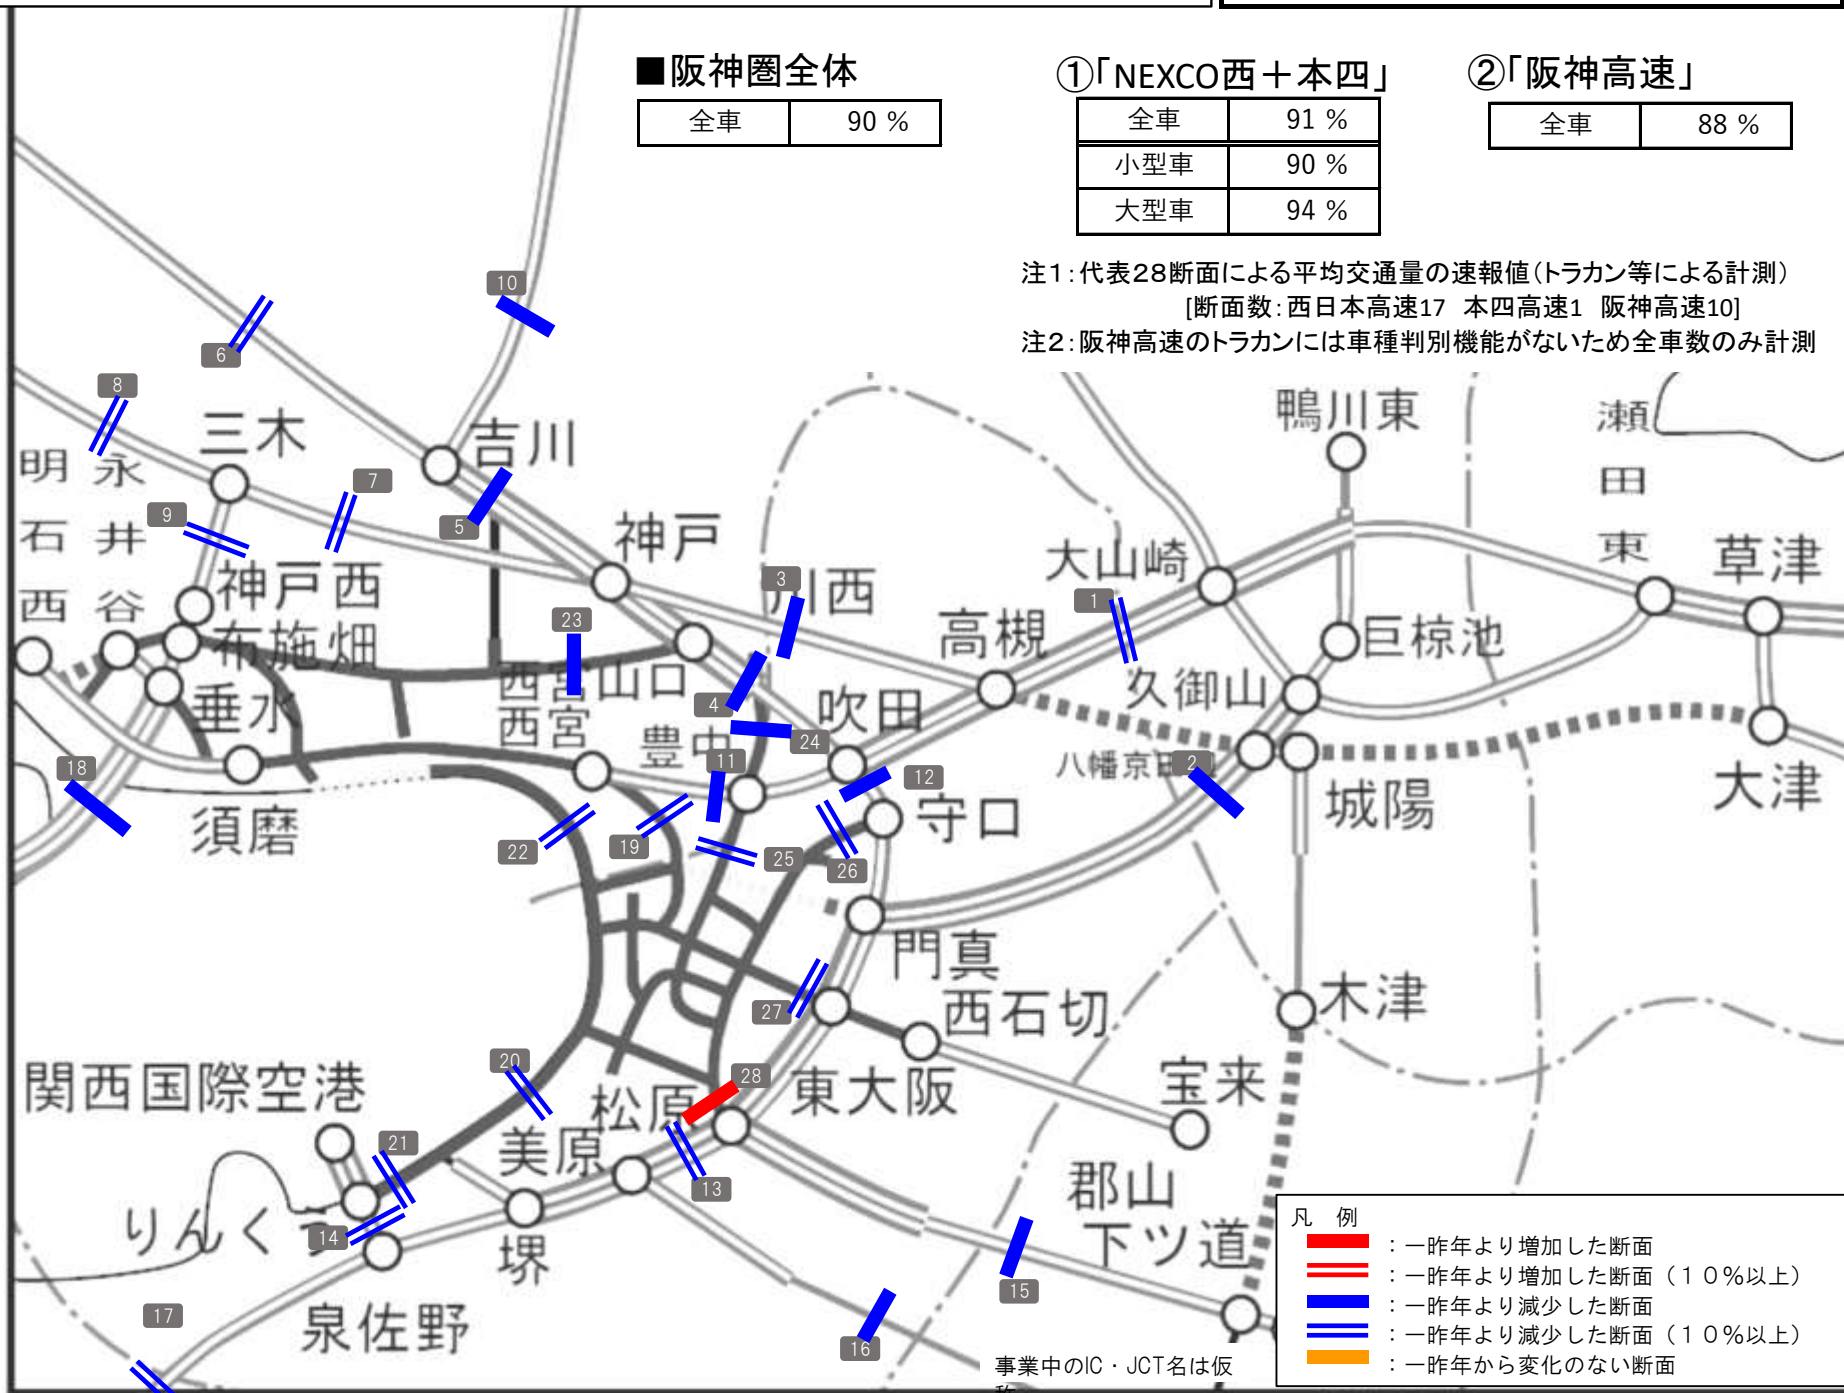 ■阪神圏全体
全車 90 %
①「NEXCO西＋本四」
全車 91 %
小型車 90 %
大型車 94 %
②「阪神高速」
全車 88 %
注1：代表28断面による平均交通量の速報値（トラカン等による計測）
[断面数：西日本高速17 本四高速1 阪神高速10]
注2：阪神高速のトラカンには車種判別機能がないため全車数のみ計測
10
6
8
三木
吉川
鴨川東
瀬田東
明石西
永井谷
7
9
5
神戸
大山崎
草津
神戸西
布施畑
3
川西
1
高槻
巨椋池
23
西宮山口
4
久御山
垂水
西宮
豊中
吹田
24
八幡京田
2
18
11
12
大津
須磨
守口
城陽
22
19
25
26
門真
西石切
木津
27
20
関西国際空港
松原
28
東大阪
宝来
21
美原
13
郡山
下ツ道
りんくう
14
堺
15
17
泉佐野
16
事業中のIC・JCT名は仮
称
凡 例
：一昨年より増加した断面
：一昨年より増加した断面（１０％以上）
：一昨年より減少した断面
：一昨年より減少した断面（１０％以上）
：一昨年から変化のない断面